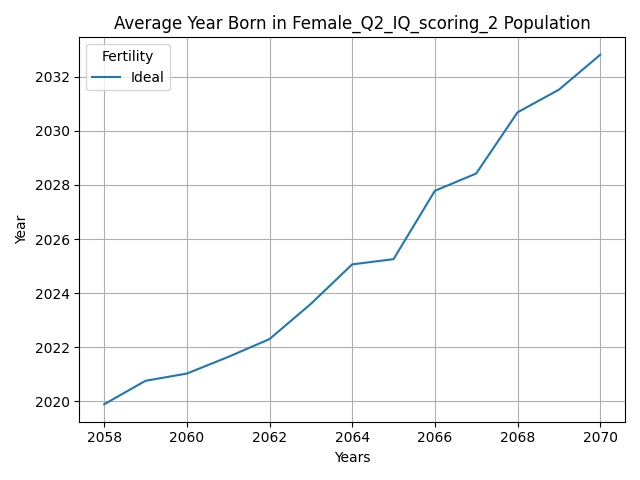 Average Year Born in Female_Q2_IQ_scoring_2 Population
Fertility
Ideal
Year
2032
2030
2028
2026
2024
2022
2020
2058 2060 2062 2064 2066 2068 2070
Years